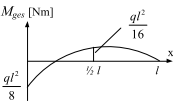 M_ges [Nm]
ql²/16
x
½ l
l
ql²/8